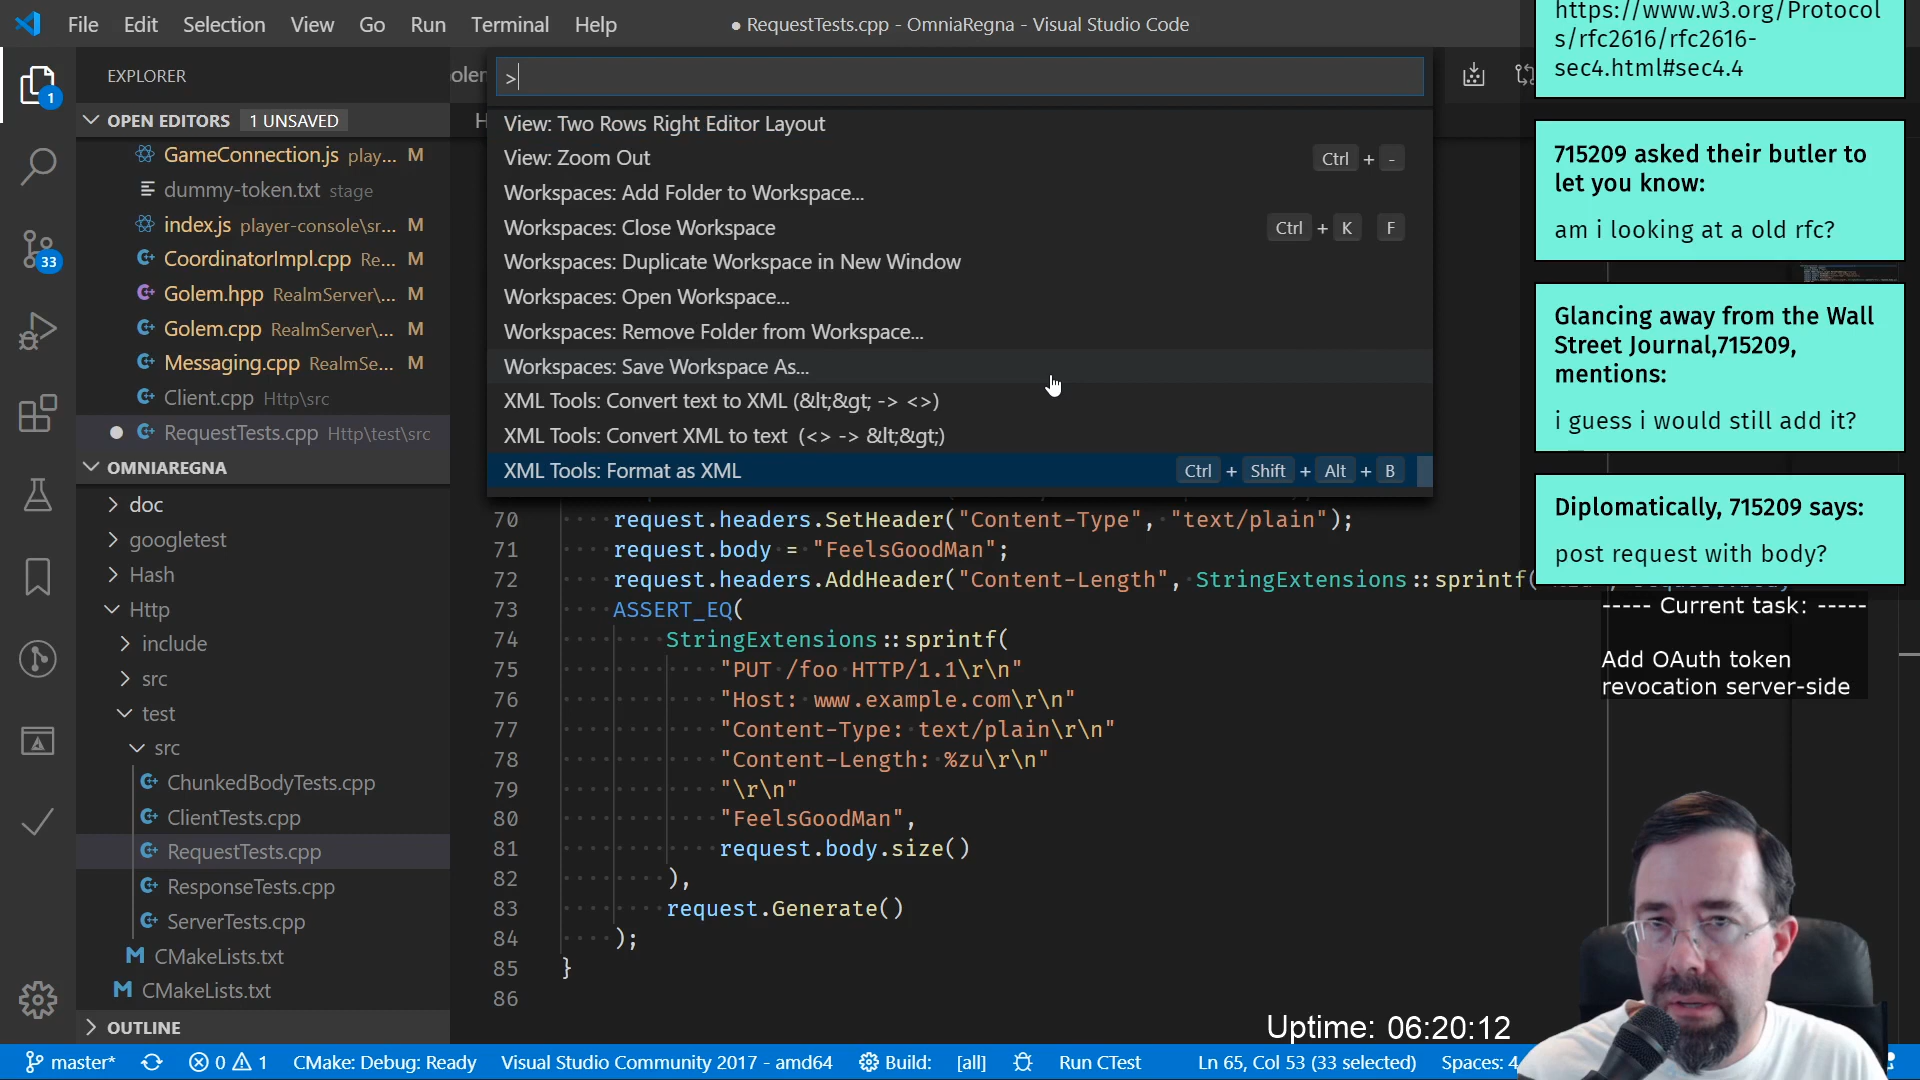 File Edit Selection View Go Run Terminal Help
● RequestTests.cpp - OmniaRegna - Visual Studio Code
EXPLORER
OPEN EDITORS 1 UNSAVED
GameConnection.js play... M
dummy-token.txt stage
index.js player-console\sr... M
CoordinatorImpl.cpp Re... M
Golem.hpp RealmServer\... M
Golem.cpp RealmServer\... M
Messaging.cpp RealmSe... M
Client.cpp Http\src
RequestTests.cpp Http\test\src
OMNIAREGNA
doc
googletest
Hash
Http
include
src
test
src
ChunkedBodyTests.cpp
ClientTests.cpp
RequestTests.cpp
ResponseTests.cpp
ServerTests.cpp
CMakeLists.txt
CMakeLists.txt
OUTLINE
1
33
>
View: Two Rows Right Editor Layout
View: Zoom Out Ctrl + -
Workspaces: Add Folder to Workspace...
Workspaces: Close Workspace Ctrl + K F
Workspaces: Duplicate Workspace in New Window
Workspaces: Open Workspace...
Workspaces: Remove Folder from Workspace...
Workspaces: Save Workspace As...
XML Tools: Convert text to XML (&lt;&gt; -> <>)
XML Tools: Convert XML to text (<> -> &lt;&gt;)
XML Tools: Format as XML Ctrl + Shift + Alt + B
70 request.headers.SetHeader("Content-Type", "text/plain");
71 request.body = "FeelsGoodMan";
72 request.headers.AddHeader("Content-Length", StringExtensions::sprintf(
73 ASSERT_EQ(
74 StringExtensions::sprintf(
75 "PUT /foo HTTP/1.1\r\n"
76 "Host: www.example.com\r\n"
77 "Content-Type: text/plain\r\n"
78 "Content-Length: %zu\r\n"
79 "\r\n"
80 "FeelsGoodMan",
81 request.body.size()
82 ),
83 request.Generate()
84 );
85 }
86
https://www.w3.org/Protocol
s/rfc2616/rfc2616-
sec4.html#sec4.4
715209 asked their butler to
let you know:
am i looking at a old rfc?
Glancing away from the Wall
Street Journal,715209,
mentions:
i guess i would still add it?
Diplomatically, 715209 says:
post request with body?
----- Current task: -----
Add OAuth token
revocation server-side
Uptime: 06:20:12
master* 0 1 CMake: Debug: Ready Visual Studio Community 2017 - amd64 Build: [all] Run CTest Ln 65, Col 53 (33 selected) Spaces: 4